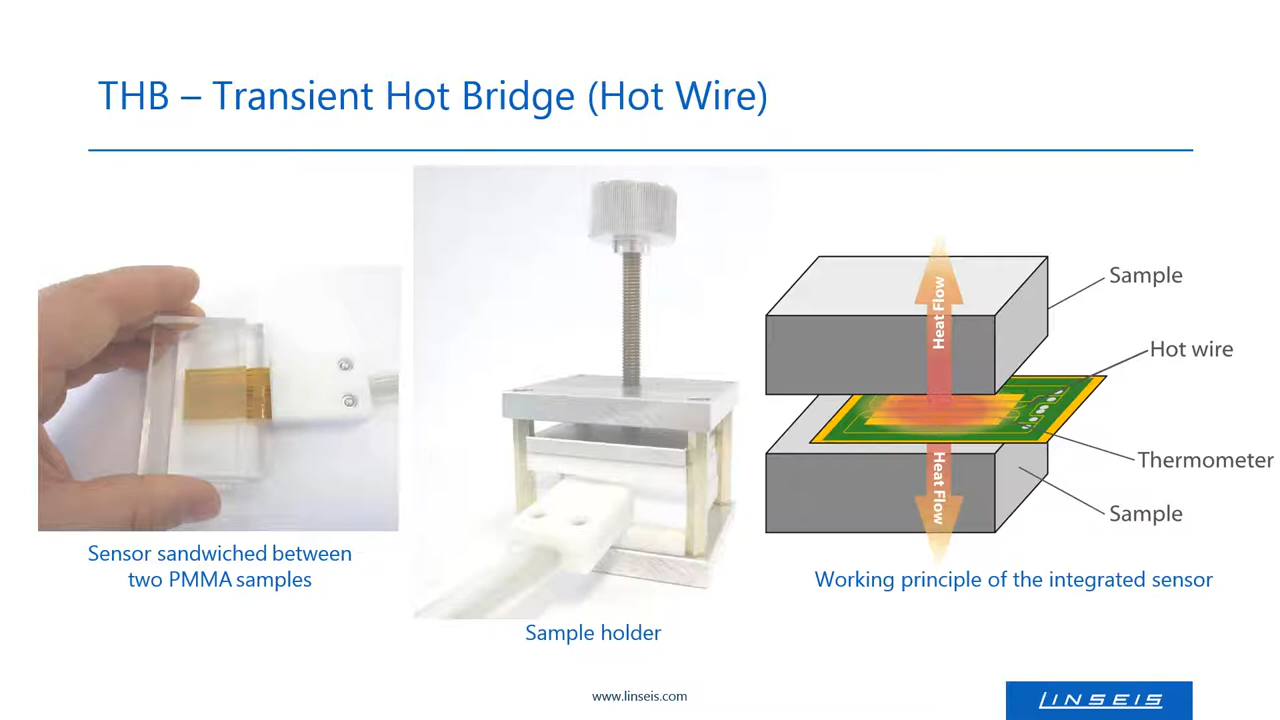 THB – Transient Hot Bridge (Hot Wire)
Sensor sandwiched between
two PMMA samples
Sample holder
Heat Flow
Heat Flow
Sample
Hot wire
Thermometer
Sample
Working principle of the integrated sensor
www.linseis.com
LINSEIS